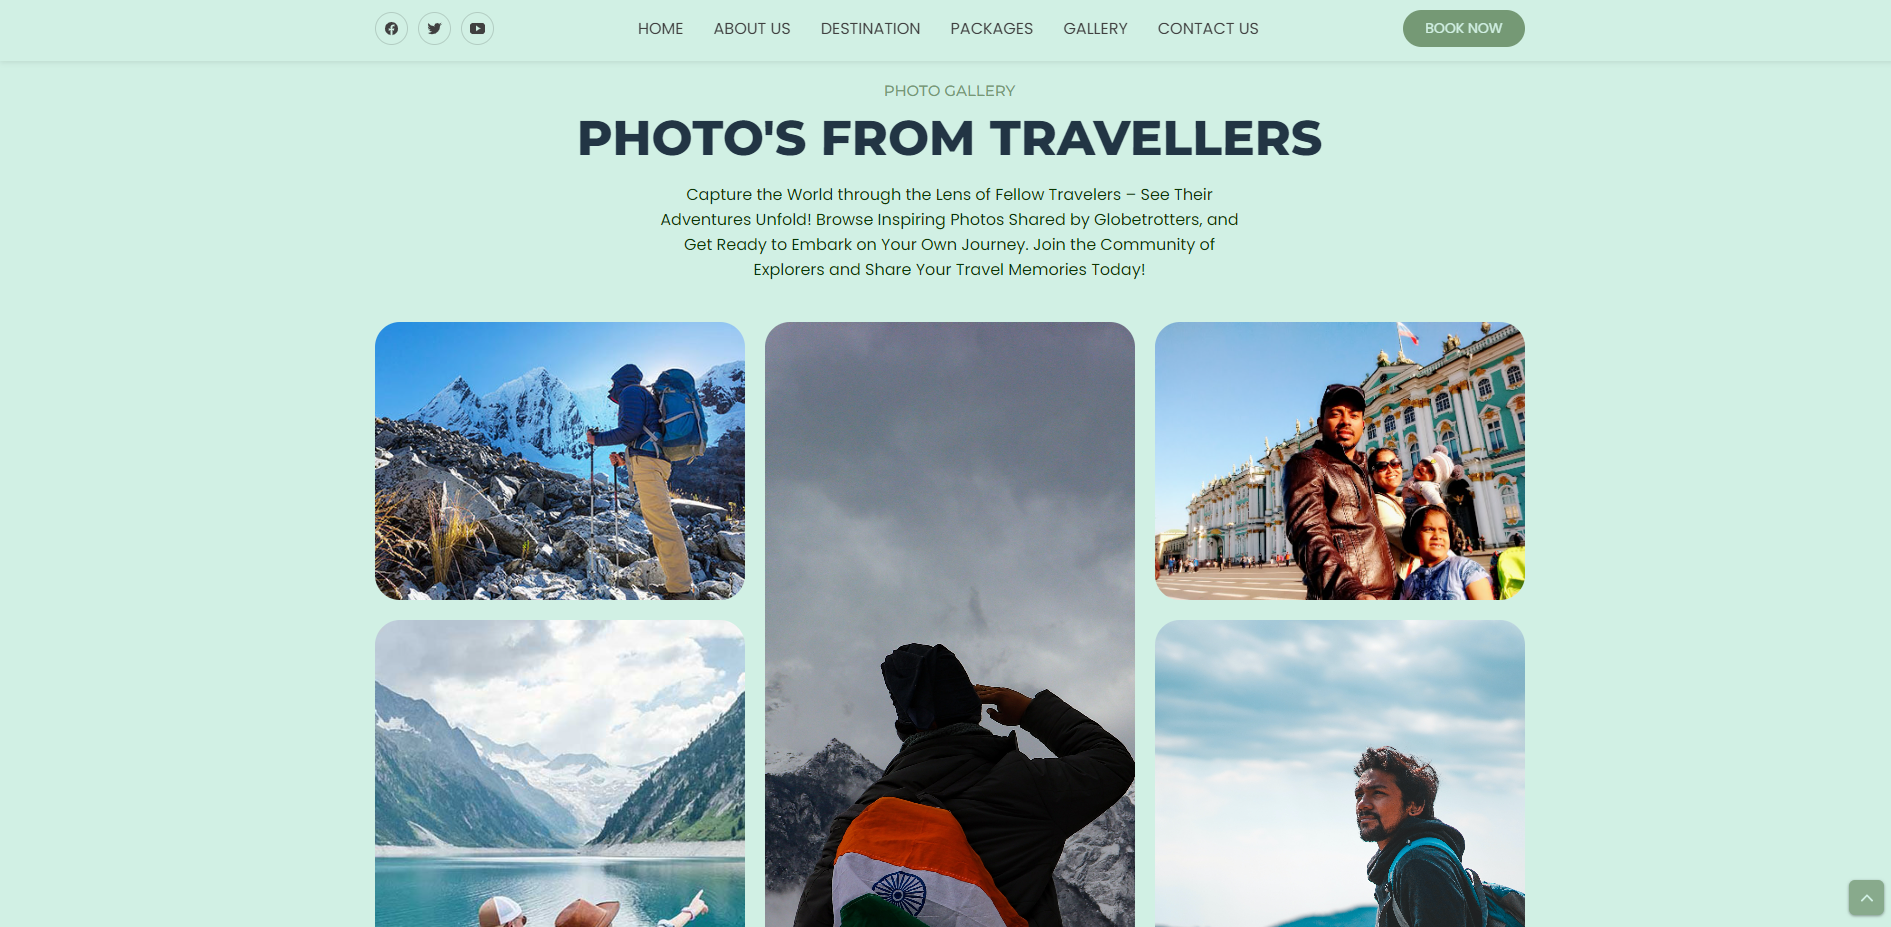 HOME ABOUT US DESTINATION PACKAGES GALLERY CONTACT US BOOK NOW
PHOTO GALLERY
PHOTO'S FROM TRAVELLERS
Capture the World through the Lens of Fellow Travelers – See Their
Adventures Unfold! Browse Inspiring Photos Shared by Globetrotters, and
Get Ready to Embark on Your Own Journey. Join the Community of
Explorers and Share Your Travel Memories Today!